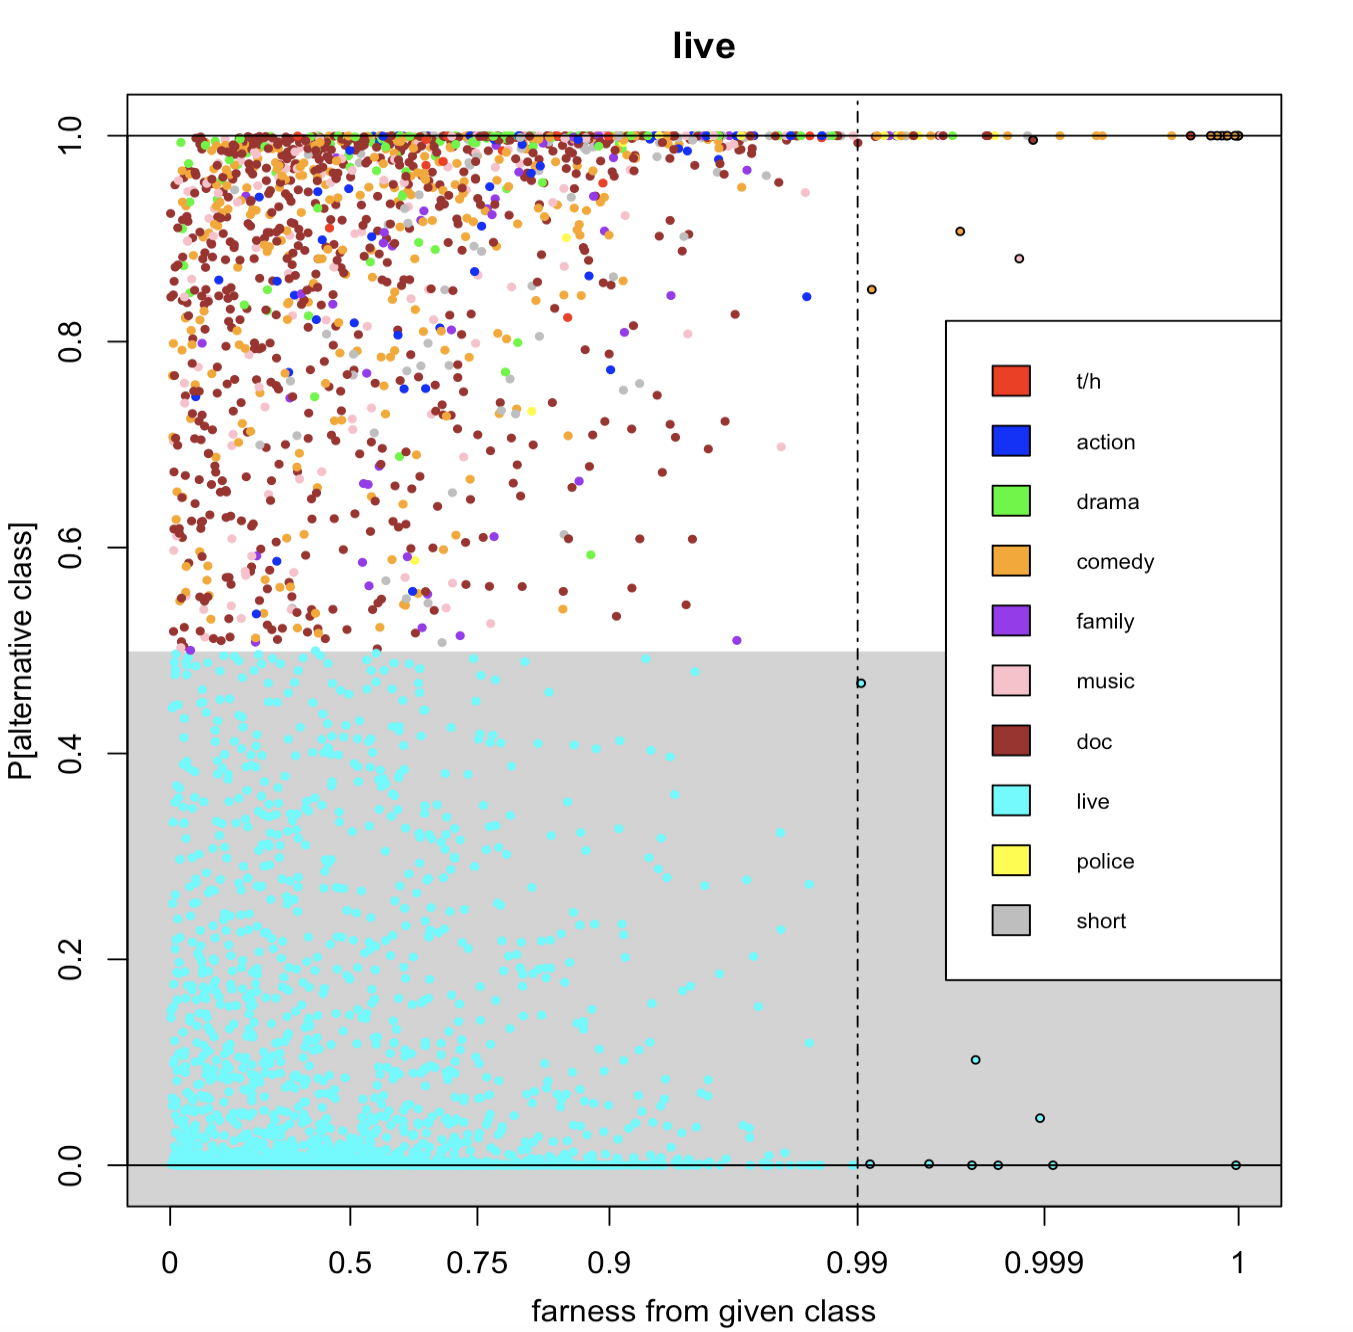 live
P[alternative class]
1.0
0.8
0.6
0.4
0.2
0.0
t/h
action
drama
comedy
family
music
doc
live
police
short
0 0.5 0.75 0.9 0.99 0.999 1
farness from given class